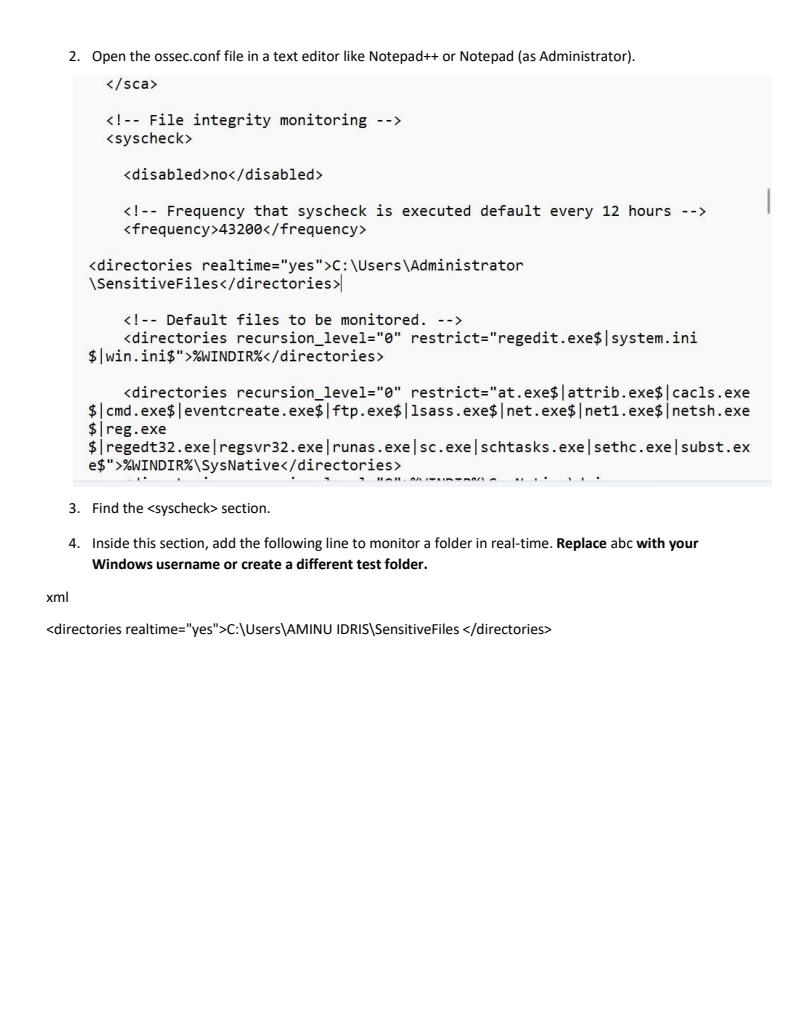 2. Open the ossec.conf file in a text editor like Notepad++ or Notepad (as Administrator).
</sca>
<!-- File integrity monitoring -->
<syscheck>
<disabled>no</disabled>
<!-- Frequency that syscheck is executed default every 12 hours -->
<frequency>43200</frequency>
<directories realtime="yes">C:\Users\Administrator
\SensitiveFiles</directories>
<!-- Default files to be monitored. -->
<directories recursion_level="0" restrict="regedit.exe$|system.ini
$|win.ini$">%WINDIR%</directories>
<directories recursion_level="0" restrict="at.exe$|attrib.exe$|cacls.exe
$|cmd.exe$|eventcreate.exe$|ftp.exe$|lsass.exe$|net.exe$|net1.exe$|netsh.exe
$|reg.exe
$|regedt32.exe|regsvr32.exe|runas.exe|sc.exe|schtasks.exe|sethc.exe|subst.ex
e$">%WINDIR%\SysNative</directories>
3. Find the <syscheck> section.
4. Inside this section, add the following line to monitor a folder in real-time. Replace abc with your
Windows username or create a different test folder.
xml
<directories realtime="yes">C:\Users\AMINU IDRIS\SensitiveFiles </directories>